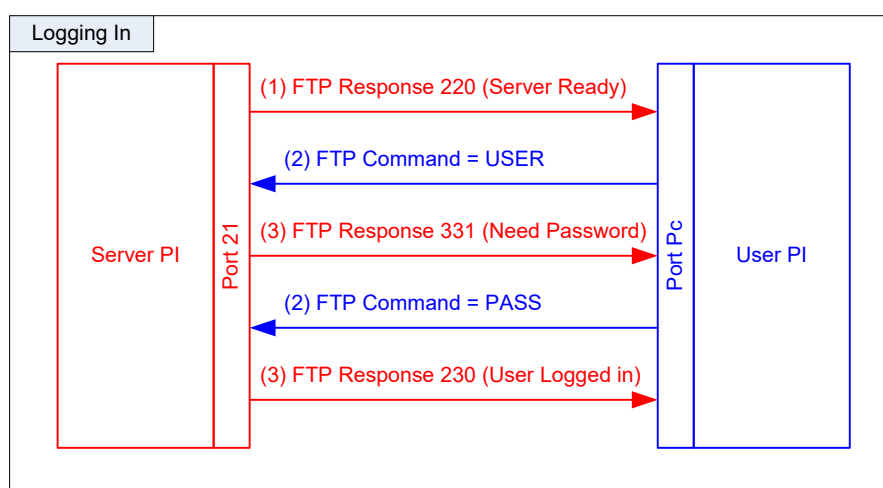 Logging In
(1) FTP Response 220 (Server Ready)
(2) FTP Command = USER
(3) FTP Response 331 (Need Password)
Server PI
Port 21
Port Pc
User PI
(2) FTP Command = PASS
(3) FTP Response 230 (User Logged in)